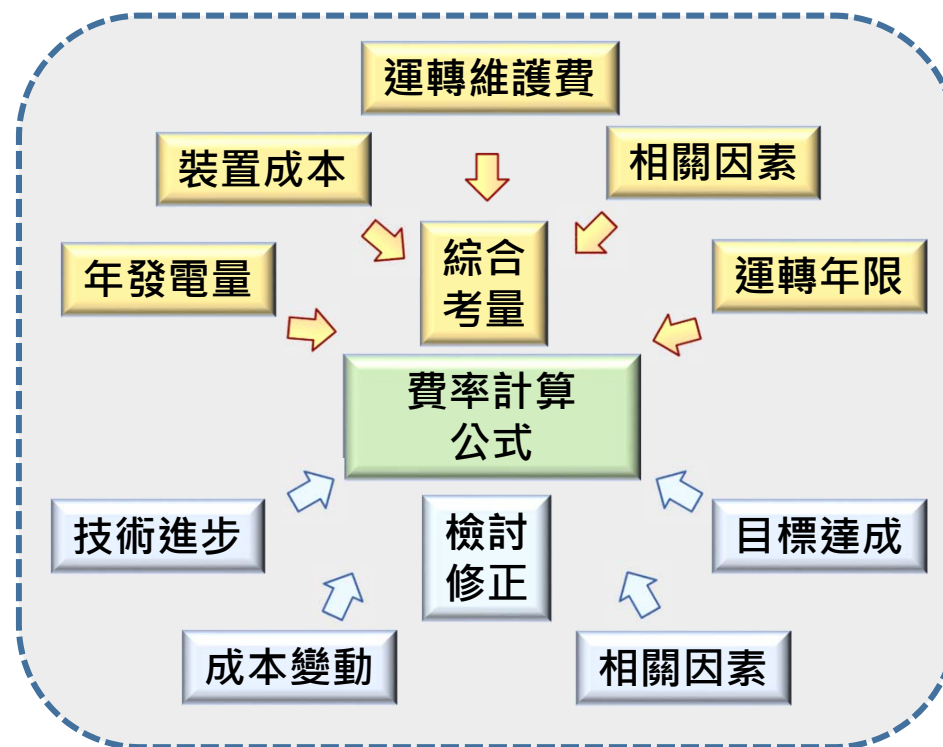 運轉維護費
裝置成本
相關因素
年發電量
綜合
考量
運轉年限
費率計算
公式
技術進步
檢討
修正
目標達成
成本變動
相關因素